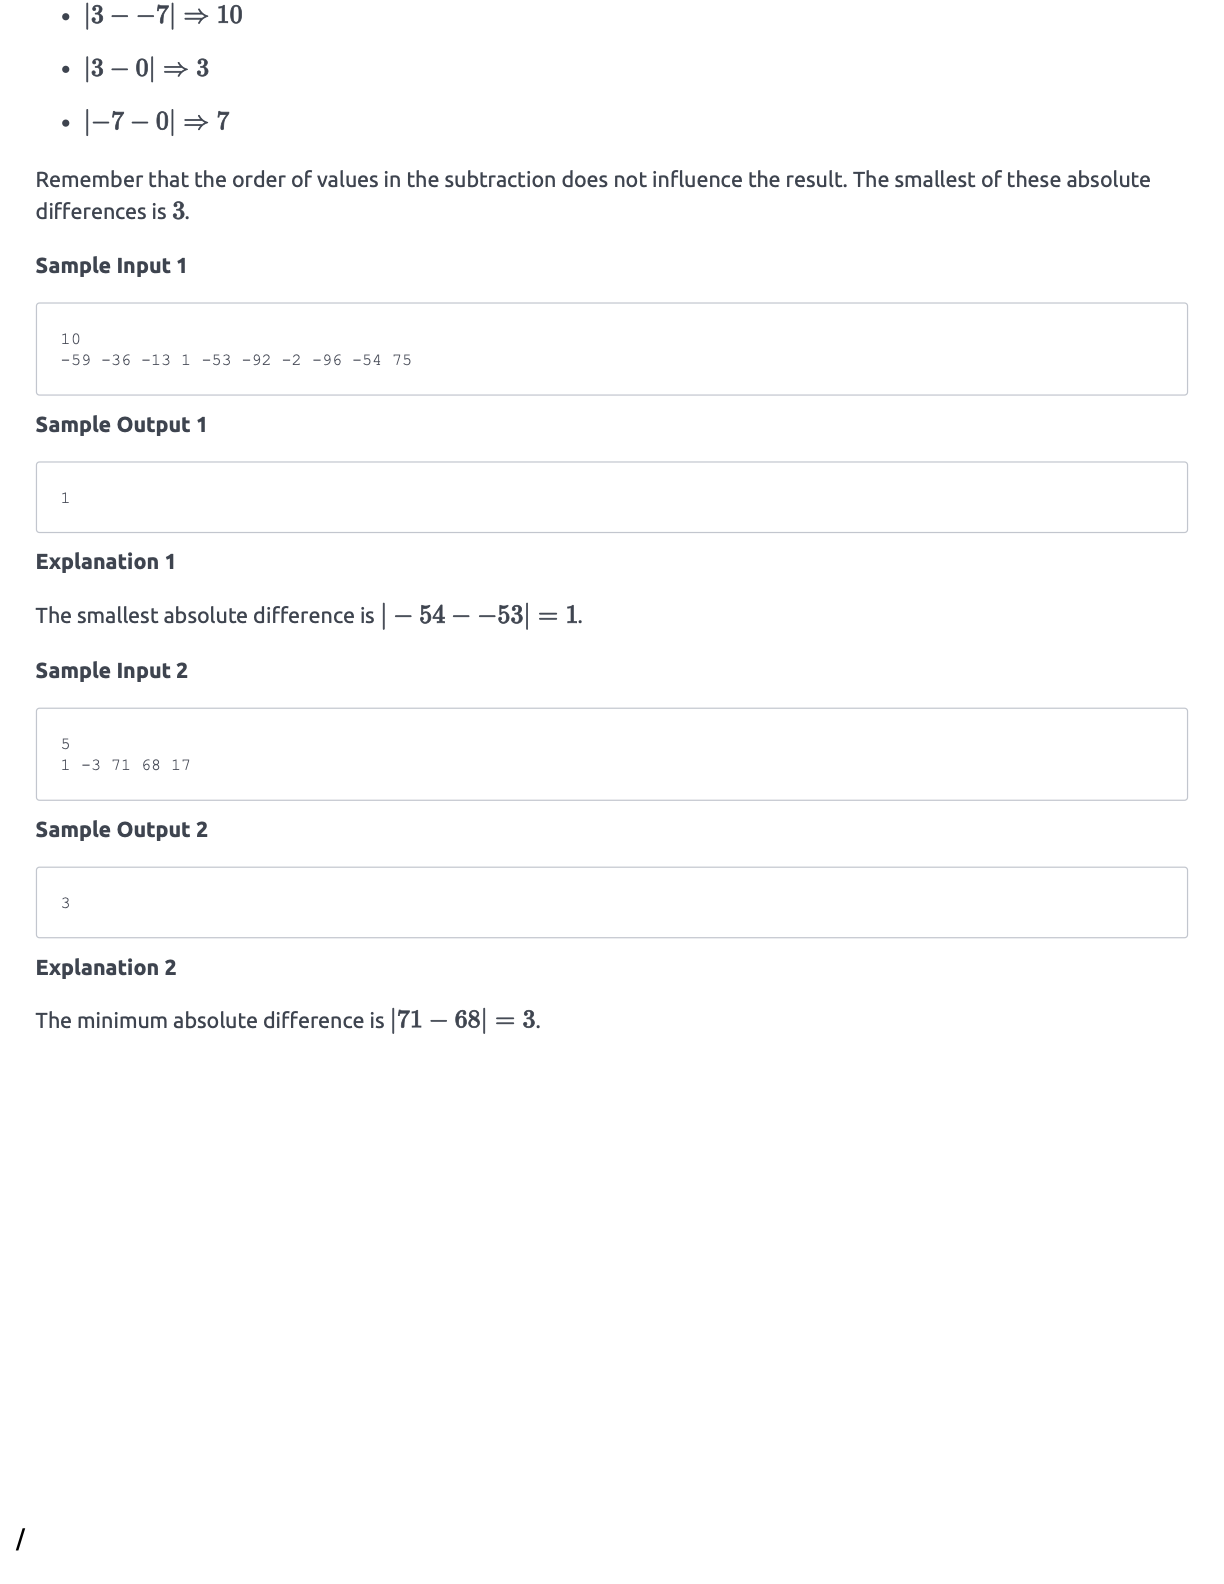 • |3 − −7| ⇒ 10
• |3 − 0| ⇒ 3
• |−7 − 0| ⇒ 7
Remember that the order of values in the subtraction does not influence the result. The smallest of these absolute
differences is 3.
Sample Input 1
10
-59 -36 -13 1 -53 -92 -2 -96 -54 75
Sample Output 1
1
Explanation 1
The smallest absolute difference is | − 54 − −53| = 1.
Sample Input 2
5
1 -3 71 68 17
Sample Output 2
3
Explanation 2
The minimum absolute difference is |71 − 68| = 3.
/